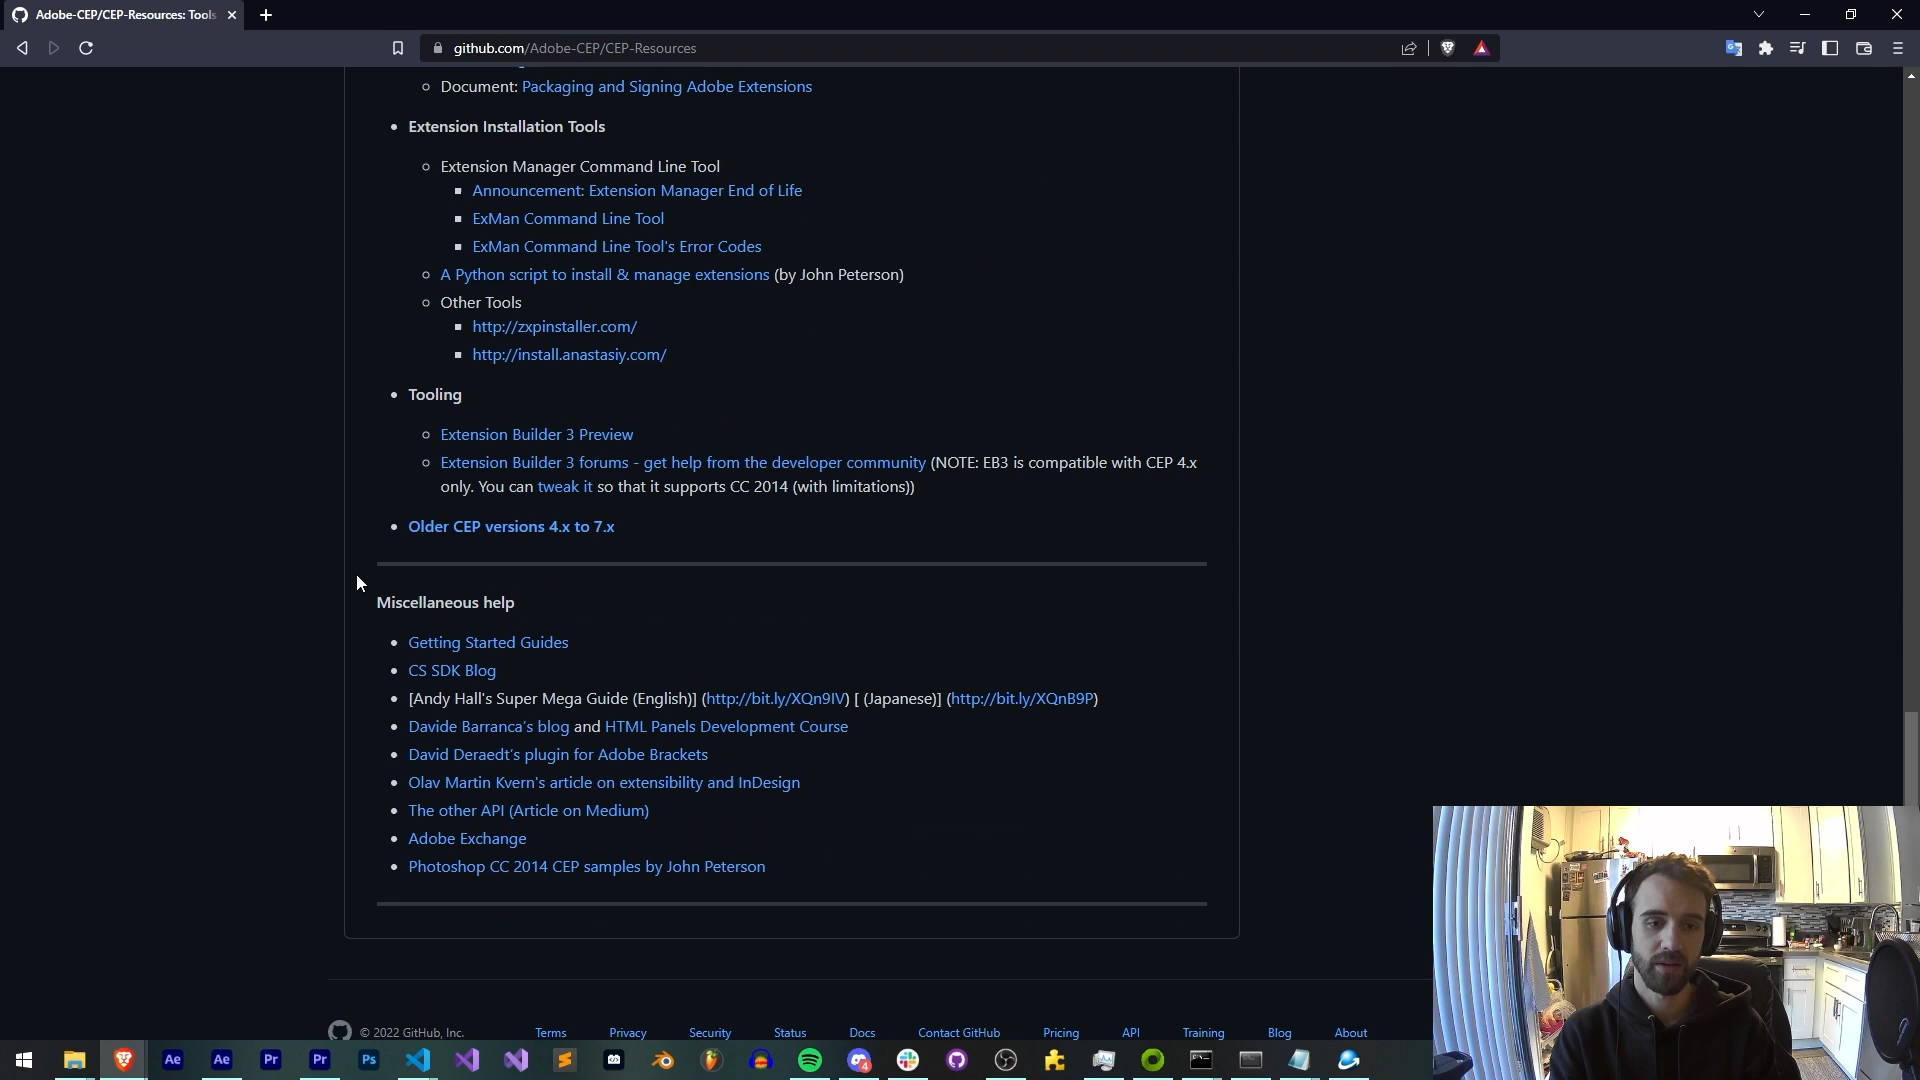 Adobe-CEP/CEP-Resources: Tools
github.com/Adobe-CEP/CEP-Resources
Document: Packaging and Signing Adobe Extensions
Extension Installation Tools
Extension Manager Command Line Tool
Announcement: Extension Manager End of Life
ExMan Command Line Tool
ExMan Command Line Tool's Error Codes
A Python script to install & manage extensions (by John Peterson)
Other Tools
http://zxpinstaller.com/
http://install.anastasiy.com/
Tooling
Extension Builder 3 Preview
Extension Builder 3 forums - get help from the developer community (NOTE: EB3 is compatible with CEP 4.x
only. You can tweak it so that it supports CC 2014 (with limitations))
Older CEP versions 4.x to 7.x
Miscellaneous help
Getting Started Guides
CS SDK Blog
[Andy Hall's Super Mega Guide (English)] (http://bit.ly/XQn9IV) [ (Japanese)] (http://bit.ly/XQnB9P)
Davide Barranca's blog and HTML Panels Development Course
David Deraedt's plugin for Adobe Brackets
Olav Martin Kvern's article on extensibility and InDesign
The other API (Article on Medium)
Adobe Exchange
Photoshop CC 2014 CEP samples by John Peterson
© 2022 GitHub, Inc. Terms Privacy Security Status Docs Contact GitHub Pricing API Training Blog About
Ae Ae Pr Pr Ps 4